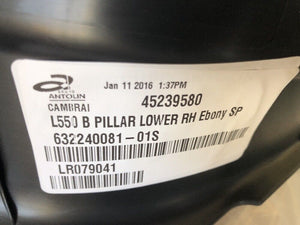 ANTOLIN
CAMBRAI
Jan 11 2016 1:37PM
45239580
L550 B PILLAR LOWER RH Ebony SP
632240081-01S
LR079041